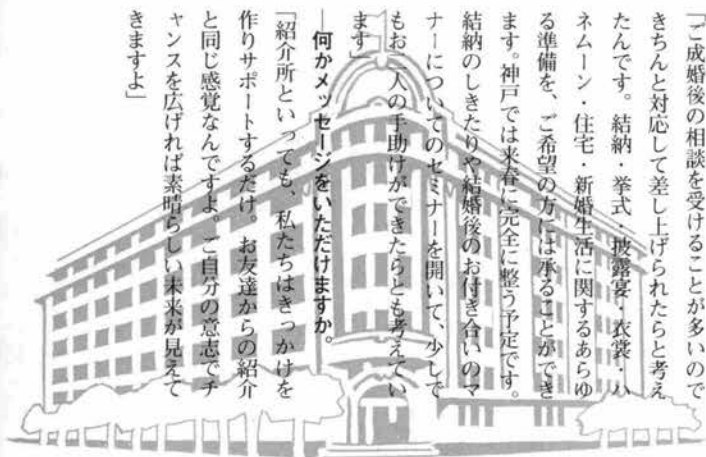 「ご成婚後の相談を受けることが多いので
きちんと対応して差し上げられたらと考え
たんです。結納・挙式・披露宴・衣裳・ハ
ネムーン・住宅・新婚生活に関するあらゆ
る準備を、ご希望の方には承ることができ
ます。神戸では来春に完全に整う予定です。
結納のしきたりや結婚後のお付き合いのマ
ナーについてのセミナーを開いて、少しで
もお二人の手助けができたらとも考えてい
ます」
―何かメッセージをいただけますか。
「紹介所といっても、私たちはきっかけを
作りサポートするだけ。お友達からの紹介
と同じ感覚なんですよ。ご自分の意志でチ
ャンスを広げれば素晴らしい未来が見えて
きますよ」